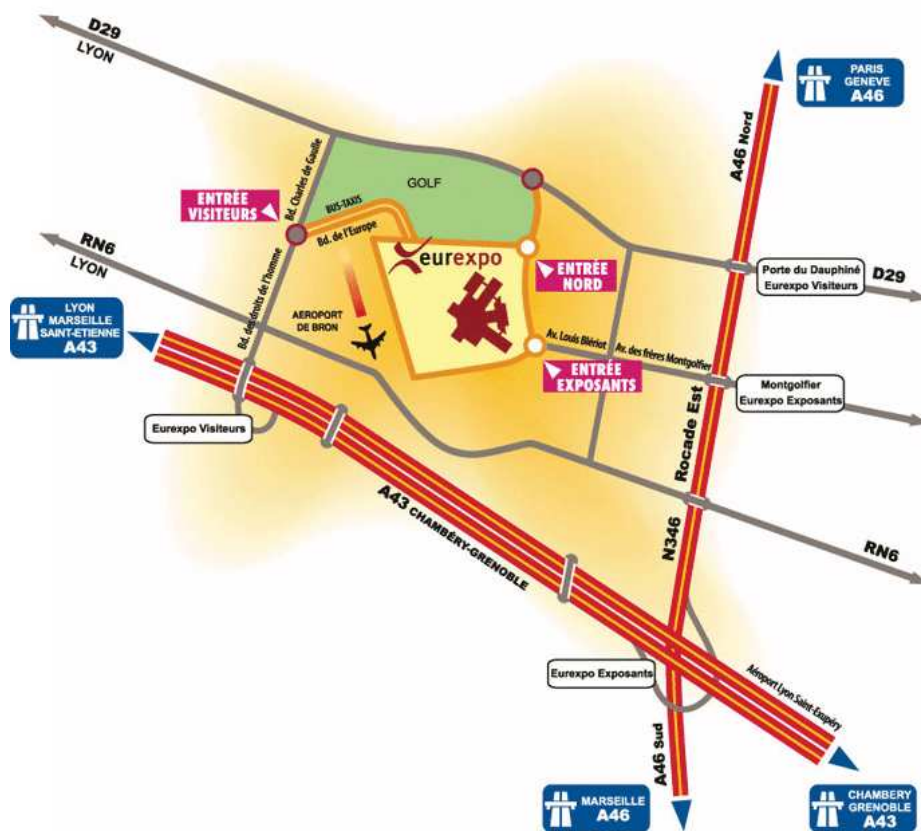 D29
LYON
PARIS
GENEVE
A46
A46 Nord
Bd. Charles de Gaulle
GOLF
ENTRÉE
VISITEURS
BUS-TAXIS
Bd. de l'Europe
RN6
LYON
eurexpo
ENTRÉE
NORD
Porte du Dauphiné
Eurexpo Visiteurs
D29
LYON
MARSEILLE
SAINT-ETIENNE
A43
Bd. des droits de l'homme
AEROPORT
DE BRON
Av. Louis Blériot
Av. des frères Montgolfier
ENTRÉE
EXPOSANTS
Montgolfier
Eurexpo Exposants
Eurexpo Visiteurs
Rocade Est
A43 CHAMBÉRY-GRENOBLE
N346
RN6
Eurexpo Exposants
Aéroport Lyon Saint-Exupéry
A46 Sud
MARSEILLE
A46
CHAMBERY
GRENOBLE
A43